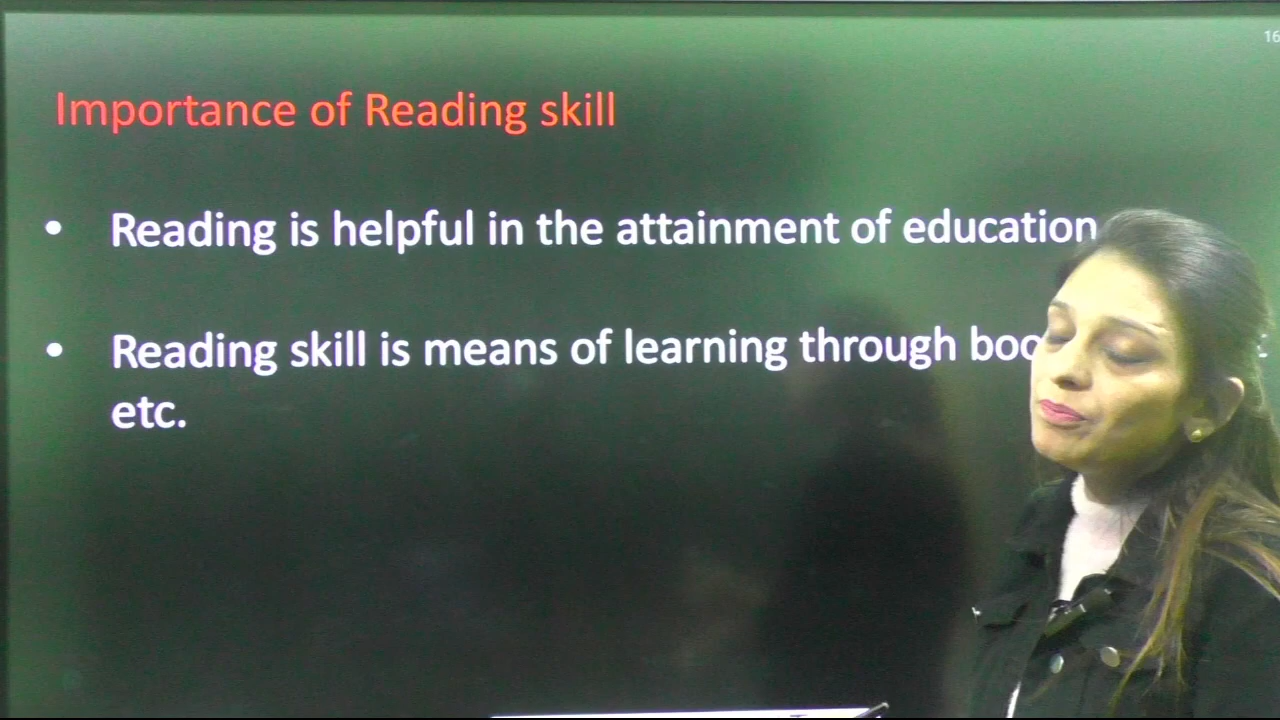 16
Importance of Reading skill
• Reading is helpful in the attainment of education
• Reading skill is means of learning through
etc.